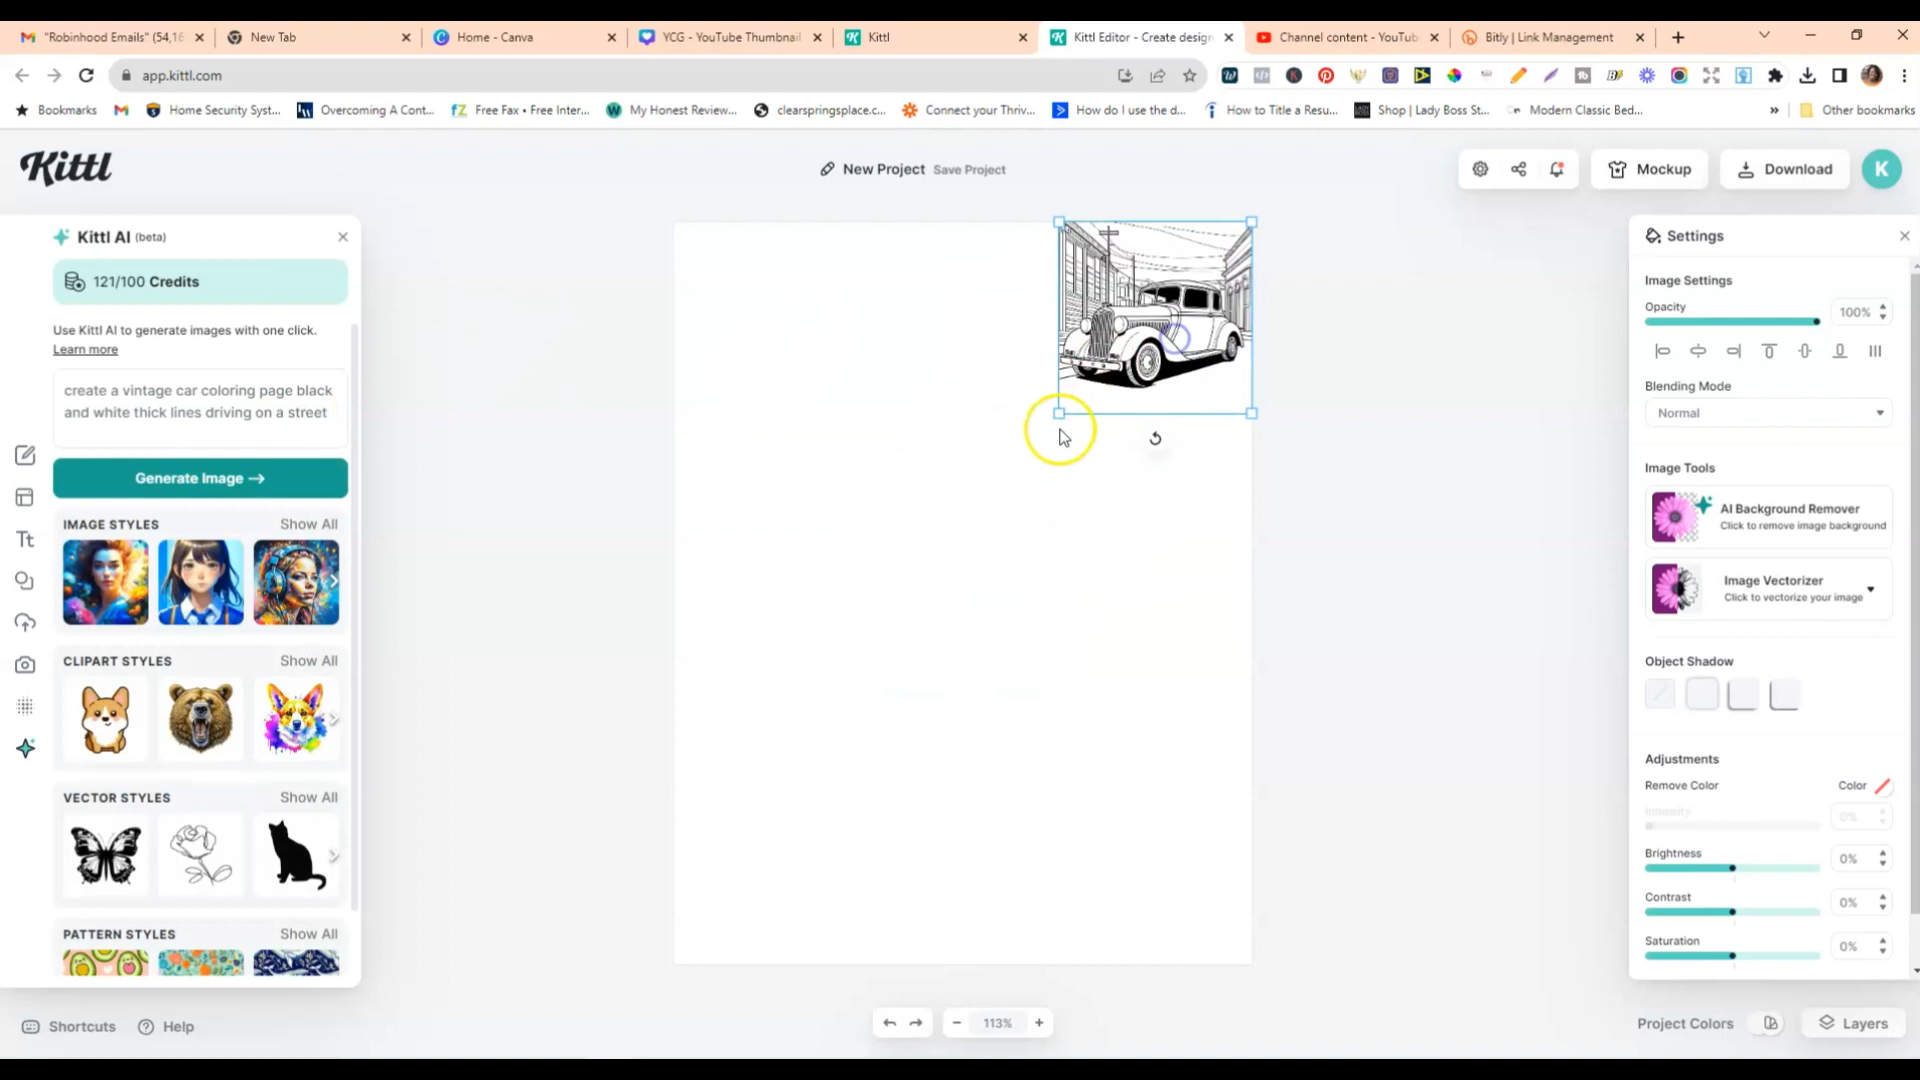 "Robinhood Emails" (54,16
New Tab
Home - Canva
YCG - YouTube Thumbnail
Kittl
Kittl Editor - Create design
Channel content - YouTub
Bitly | Link Management
app.kittl.com
Bookmarks
Home Security Syst...
Overcoming A Cont...
Free Fax • Free Inter...
My Honest Review...
clearspringsplace.c...
Connect your Thriv...
How do I use the d...
How to Title a Resu...
Shop | Lady Boss St...
Modern Classic Bed...
Other bookmarks
Kittl
New Project Save Project
Mockup
Download
K
Kittl AI (beta)
121/100 Credits
Use Kittl AI to generate images with one click.
Learn more
create a vintage car coloring page black
and white thick lines driving on a street
Generate Image
IMAGE STYLES Show All
CLIPART STYLES Show All
VECTOR STYLES Show All
PATTERN STYLES Show All
Shortcuts
Help
113%
Settings
Image Settings
Opacity
100%
Blending Mode
Normal
Image Tools
AI Background Remover
Click to remove image background
Image Vectorizer
Click to vectorize your image
Object Shadow
Adjustments
Remove Color
Color
Intensity
0%
Brightness
0%
Contrast
0%
Saturation
0%
Project Colors
Layers